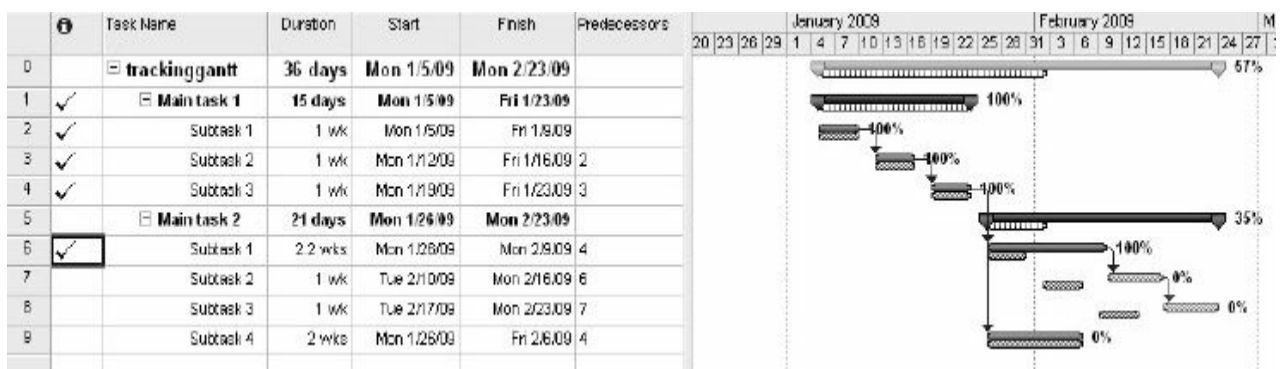 Task Name Duration Start Finish Predecessors January 2009 February 2009 M
20 23 26 29 1 4 7 10 13 16 19 22 25 28 31 3 6 9 12 15 18 21 24 27
0 trackinggantt 36 days Mon 1/5/09 Mon 2/23/09 57%
1 Main task 1 15 days Mon 1/5/09 Fri 1/23/09 100%
2 Subtask 1 1 wk Mon 1/5/09 Fri 1/9/09 100%
3 Subtask 2 1 wk Mon 1/12/09 Fri 1/16/09 2 100%
4 Subtask 3 1 wk Mon 1/19/09 Fri 1/23/09 3 100%
5 Main task 2 21 days Mon 1/26/09 Mon 2/23/09 35%
6 Subtask 1 2.2 wks Mon 1/26/09 Mon 2/9/09 4 100%
7 Subtask 2 1 wk Tue 2/10/09 Mon 2/16/09 6 0%
8 Subtask 3 1 wk Tue 2/17/09 Mon 2/23/09 7 0%
9 Subtask 4 2 wks Mon 1/26/09 Fri 2/6/09 4 0%